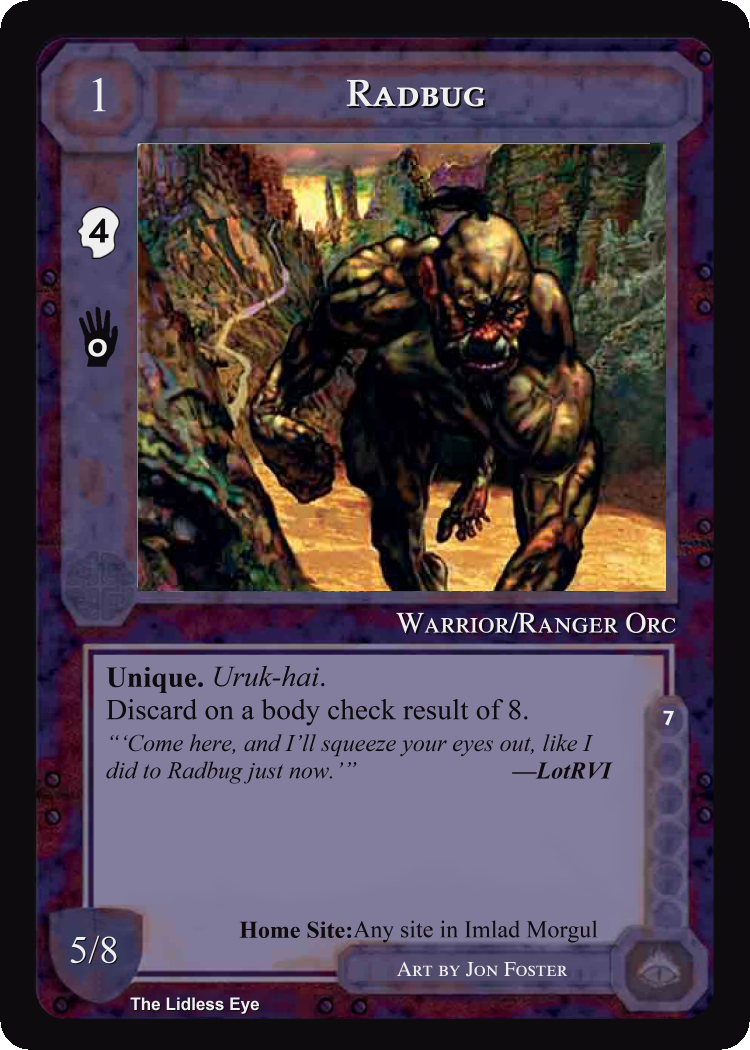 1
RADBUG
4
0
WARRIOR/RANGER ORC
Unique. Uruk-hai.
Discard on a body check result of 8.
“‘Come here, and I’ll squeeze your eyes out, like I
did to Radbug just now.’” —LotRVI
7
Home Site:Any site in Imlad Morgul
5/8
ART BY JON FOSTER
The Lidless Eye